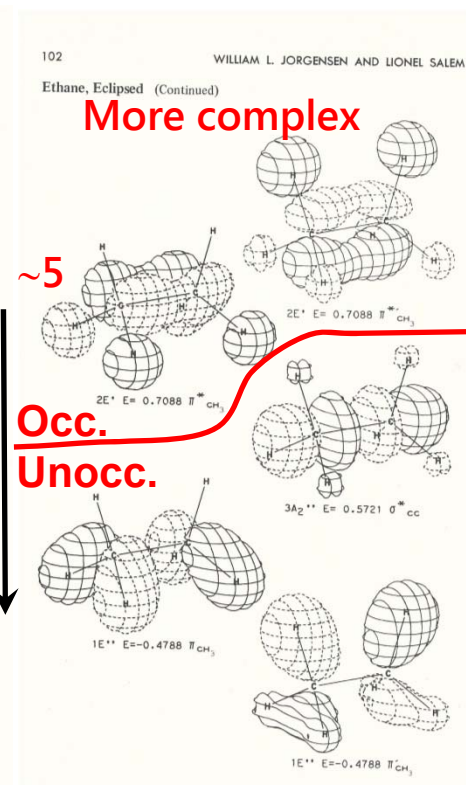 102
WILLIAM L. JORGENSEN AND LIONEL SALEM
Ethane, Eclipsed (Continued)
More complex
H
H
H
H
~5
C
C
H
H
H
C
C
H
H
H
H
H
2E' E= 0.7088 π*CH3
2E' E= 0.7088 π*CH3
Occ.
Unocc.
H
H
C
C
H
H
H
H
3A2'' E= 0.5721 σ*CC
H
H
C
C
H
H
H
H
1E'' E=-0.4788 πCH3
H
H
C
C
H
H
H
H
1E'' E=-0.4788 π'CH3